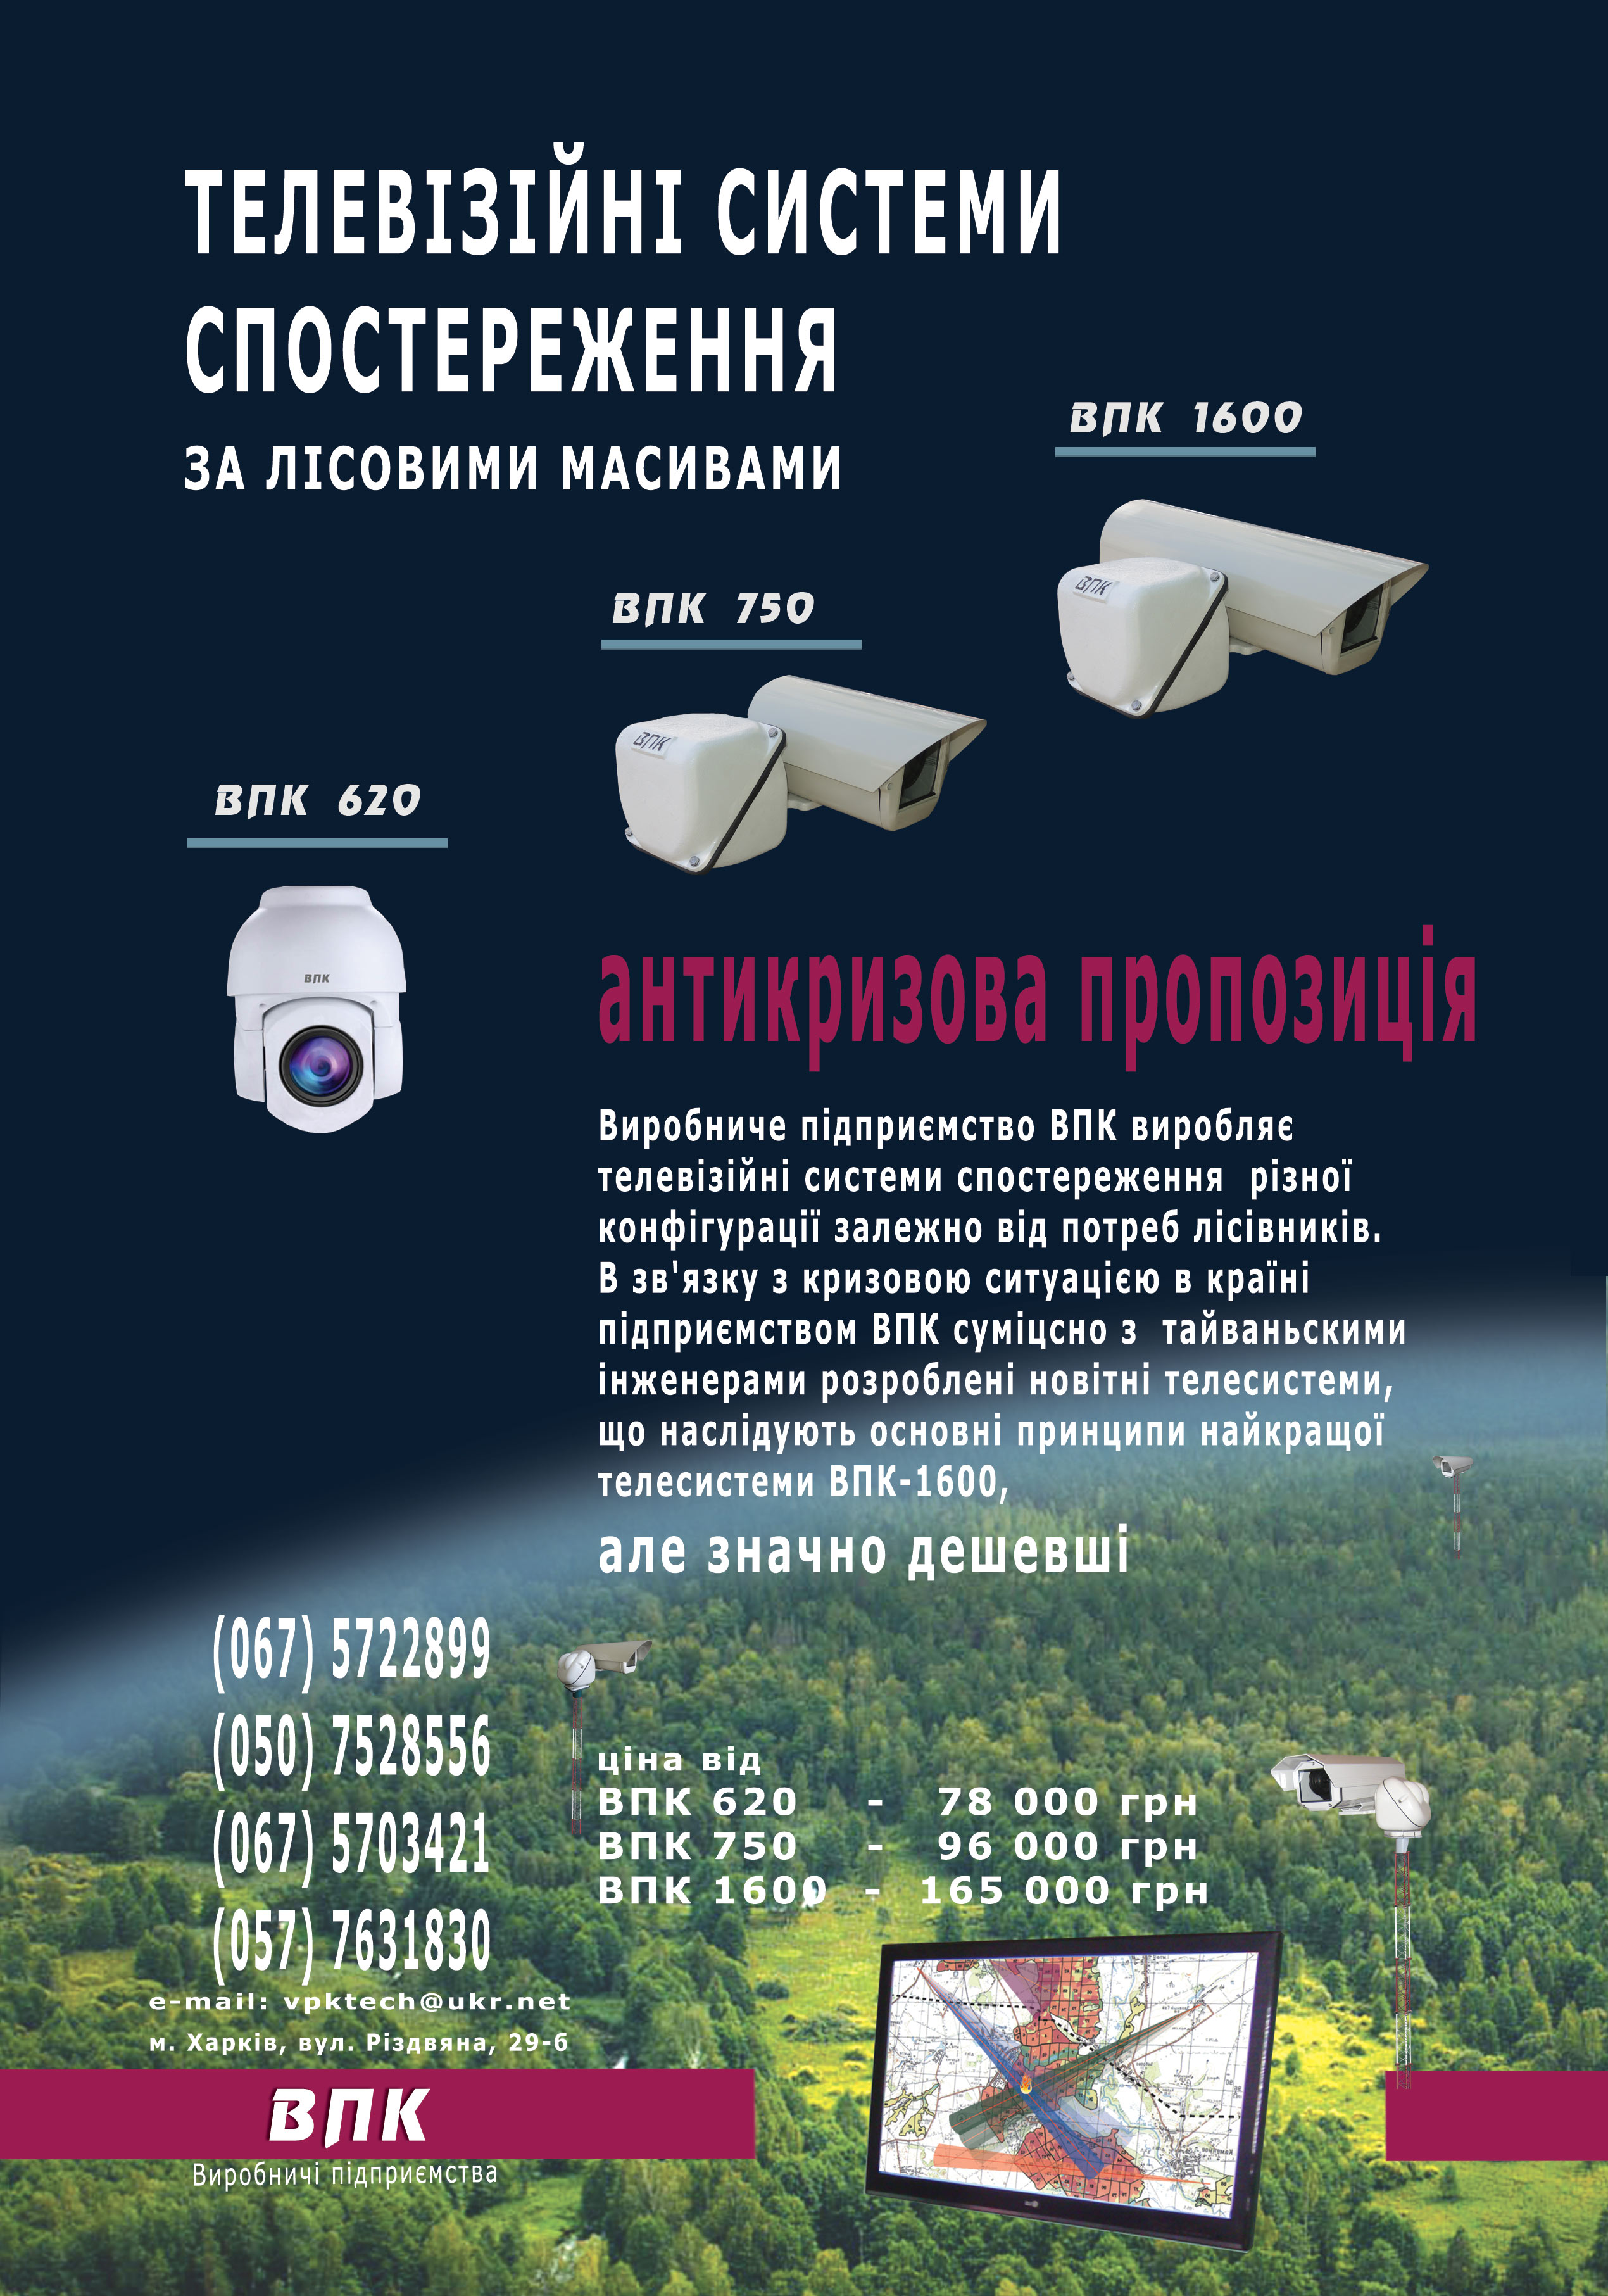 ТЕЛЕВІЗІЙНІ СИСТЕМИ
СПОСТЕРЕЖЕННЯ
ЗА ЛІСОВИМИ МАСИВАМИ
ВПК 1600
ВПК
ВПК 750
ВПК
ВПК 620
ВПК
антикризова пропозиція
Виробниче підприємство ВПК виробляє
телевізійні системи спостереження різної
конфігурації залежно від потреб лісівників.
В зв'язку з кризовою ситуацією в країні
підприємством ВПК суміцсно з тайваньскими
інженерами розроблені новітні телесистеми,
що наслідують основні принципи найкращої
телесистеми ВПК-1600,
але значно дешевші
(067) 5722899
(050) 7528556
(067) 5703421
(057) 7631830
e-mail: vpktech@ukr.net
м. Харків, вул. Різдвяна, 29-б
ціна від
ВПК 620 - 78 000 грн
ВПК 750 - 96 000 грн
ВПК 1600 - 165 000 грн
ВПК
Виробничі підприємства